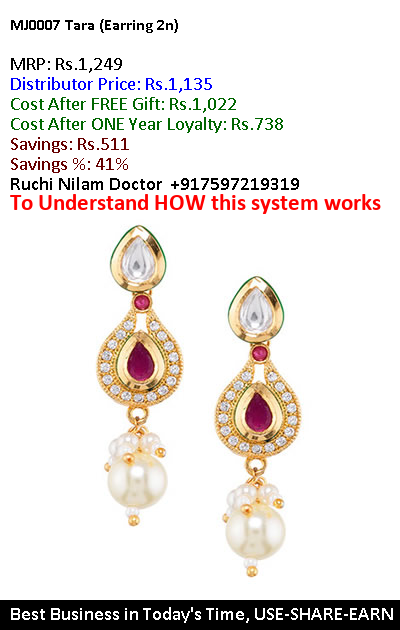 MJ0007 Tara (Earring 2n)
MRP: Rs.1,249
Distributor Price: Rs.1,135
Cost After FREE Gift: Rs.1,022
Cost After ONE Year Loyalty: Rs.738
Savings: Rs.511
Savings %: 41%
Ruchi Nilam Doctor +917597219319
To Understand HOW this system works
Best Business in Today's Time, USE-SHARE-EARN